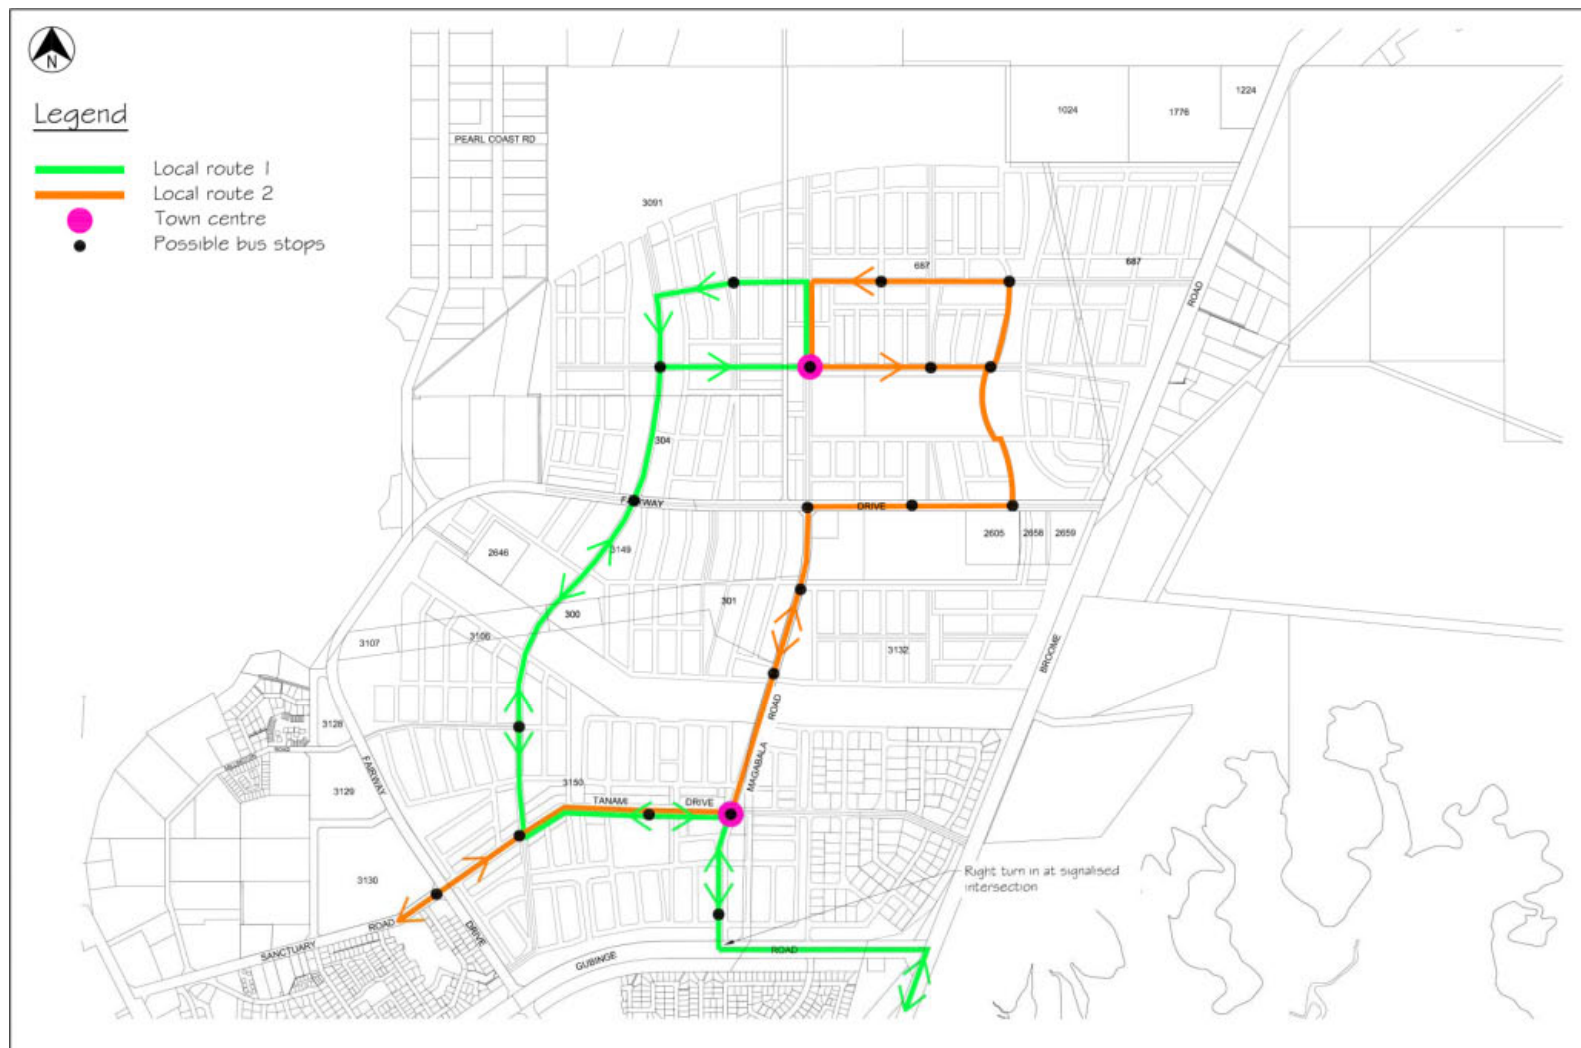 N
Legend
Local route 1
Local route 2
Town centre
Possible bus stops
PEARL COAST RD
1224
1024
1776
3091
687
687
ROAD
304
FAIRWAY
DRIVE
2646
3149
2605
2658
2659
300
301
3107
3106
3132
BROOME
ROAD
3128
ROAD
MAGABALA
FAIRWAY
3150
3129
TANAMI
DRIVE
3130
Right turn in at signalised
intersection
ROAD
SANCTUARY
DRIVE
ROAD
GUBINGE